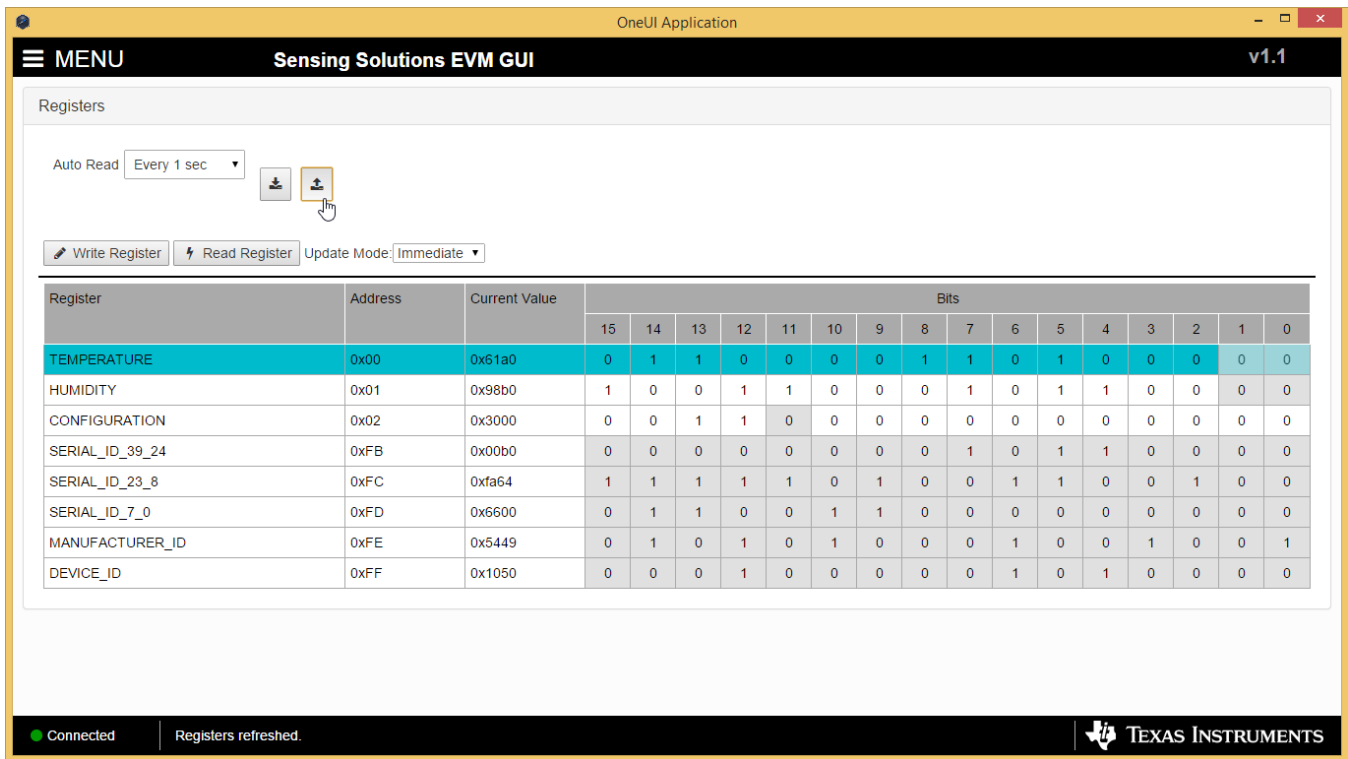 OneUI Application
MENU Sensing Solutions EVM GUI v1.1
Registers
Auto Read Every 1 sec
Write Register Read Register Update Mode: Immediate
Register Address Current Value Bits
15 14 13 12 11 10 9 8 7 6 5 4 3 2 1 0
TEMPERATURE 0x00 0x61a0 0 1 1 0 0 0 0 1 1 0 1 0 0 0 0 0
HUMIDITY 0x01 0x98b0 1 0 0 1 1 0 0 0 1 0 1 1 0 0 0 0
CONFIGURATION 0x02 0x3000 0 0 1 1 0 0 0 0 0 0 0 0 0 0 0 0
SERIAL_ID_39_24 0xFB 0x00b0 0 0 0 0 0 0 0 0 1 0 1 1 0 0 0 0
SERIAL_ID_23_8 0xFC 0xfa64 1 1 1 1 1 0 1 0 0 1 1 0 0 1 0 0
SERIAL_ID_7_0 0xFD 0x6600 0 1 1 0 0 1 1 0 0 0 0 0 0 0 0 0
MANUFACTURER_ID 0xFE 0x5449 0 1 0 1 0 1 0 0 0 1 0 0 1 0 0 1
DEVICE_ID 0xFF 0x1050 0 0 0 1 0 0 0 0 0 1 0 1 0 0 0 0
Connected Registers refreshed. TEXAS INSTRUMENTS